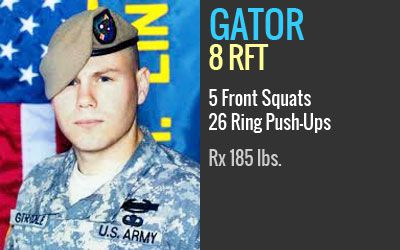 GATOR
8 RFT
5 Front Squats
26 Ring Push-Ups
Rx 185 lbs.
U.S. ARMY